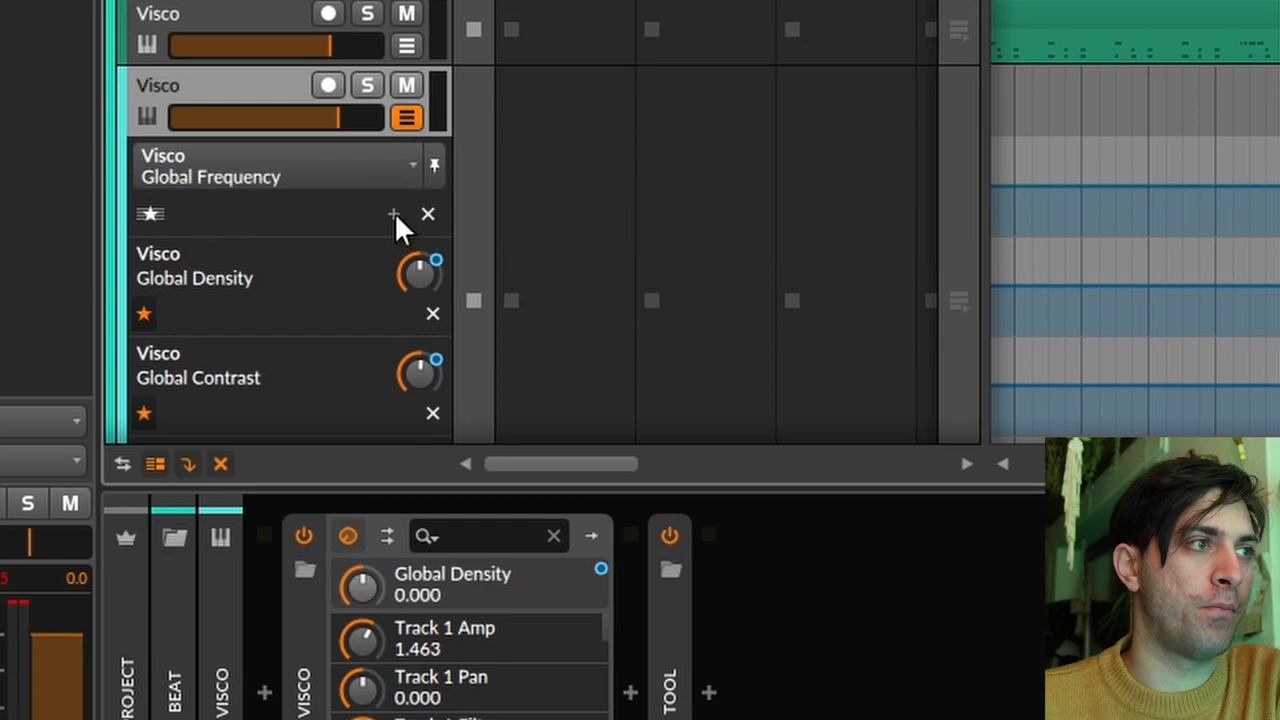 Visco
S
M
Visco
S
M
Visco
Global Frequency
Visco
Global Density
Visco
Global Contrast
S
M
5
0.0
Global Density
0.000
Track 1 Amp
1.463
Track 1 Pan
0.000
BEAT
VISCO
VISCO
TOOL